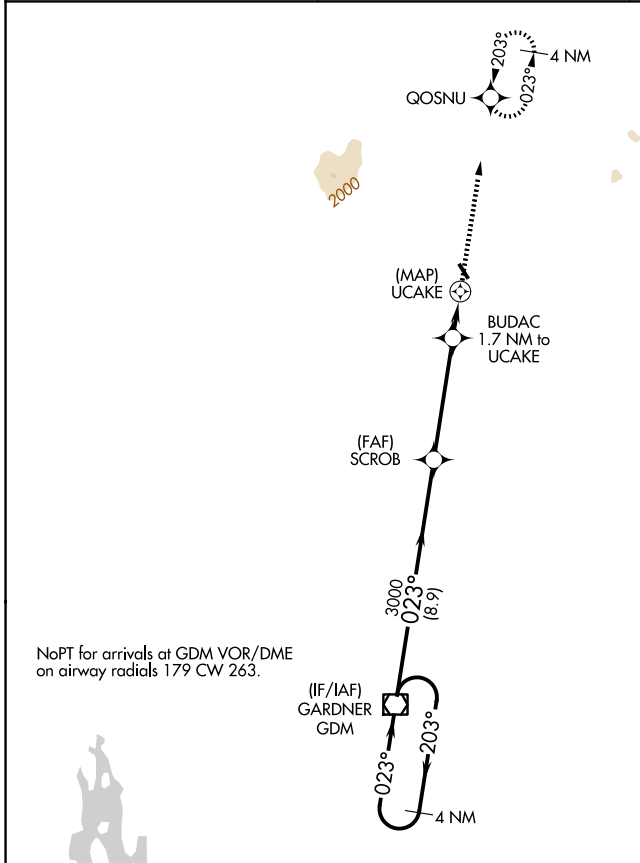 203°
4 NM
023°
QOSNU
2000
(MAP)
UCAKE
BUDAC
1.7 NM to
UCAKE
(FAF)
SCROB
3000
023°
(8.9)
NoPT for arrivals at GDM VOR/DME
on airway radials 179 CW 263.
(IF/IAF)
GARDNER
GDM
023°
203°
4 NM